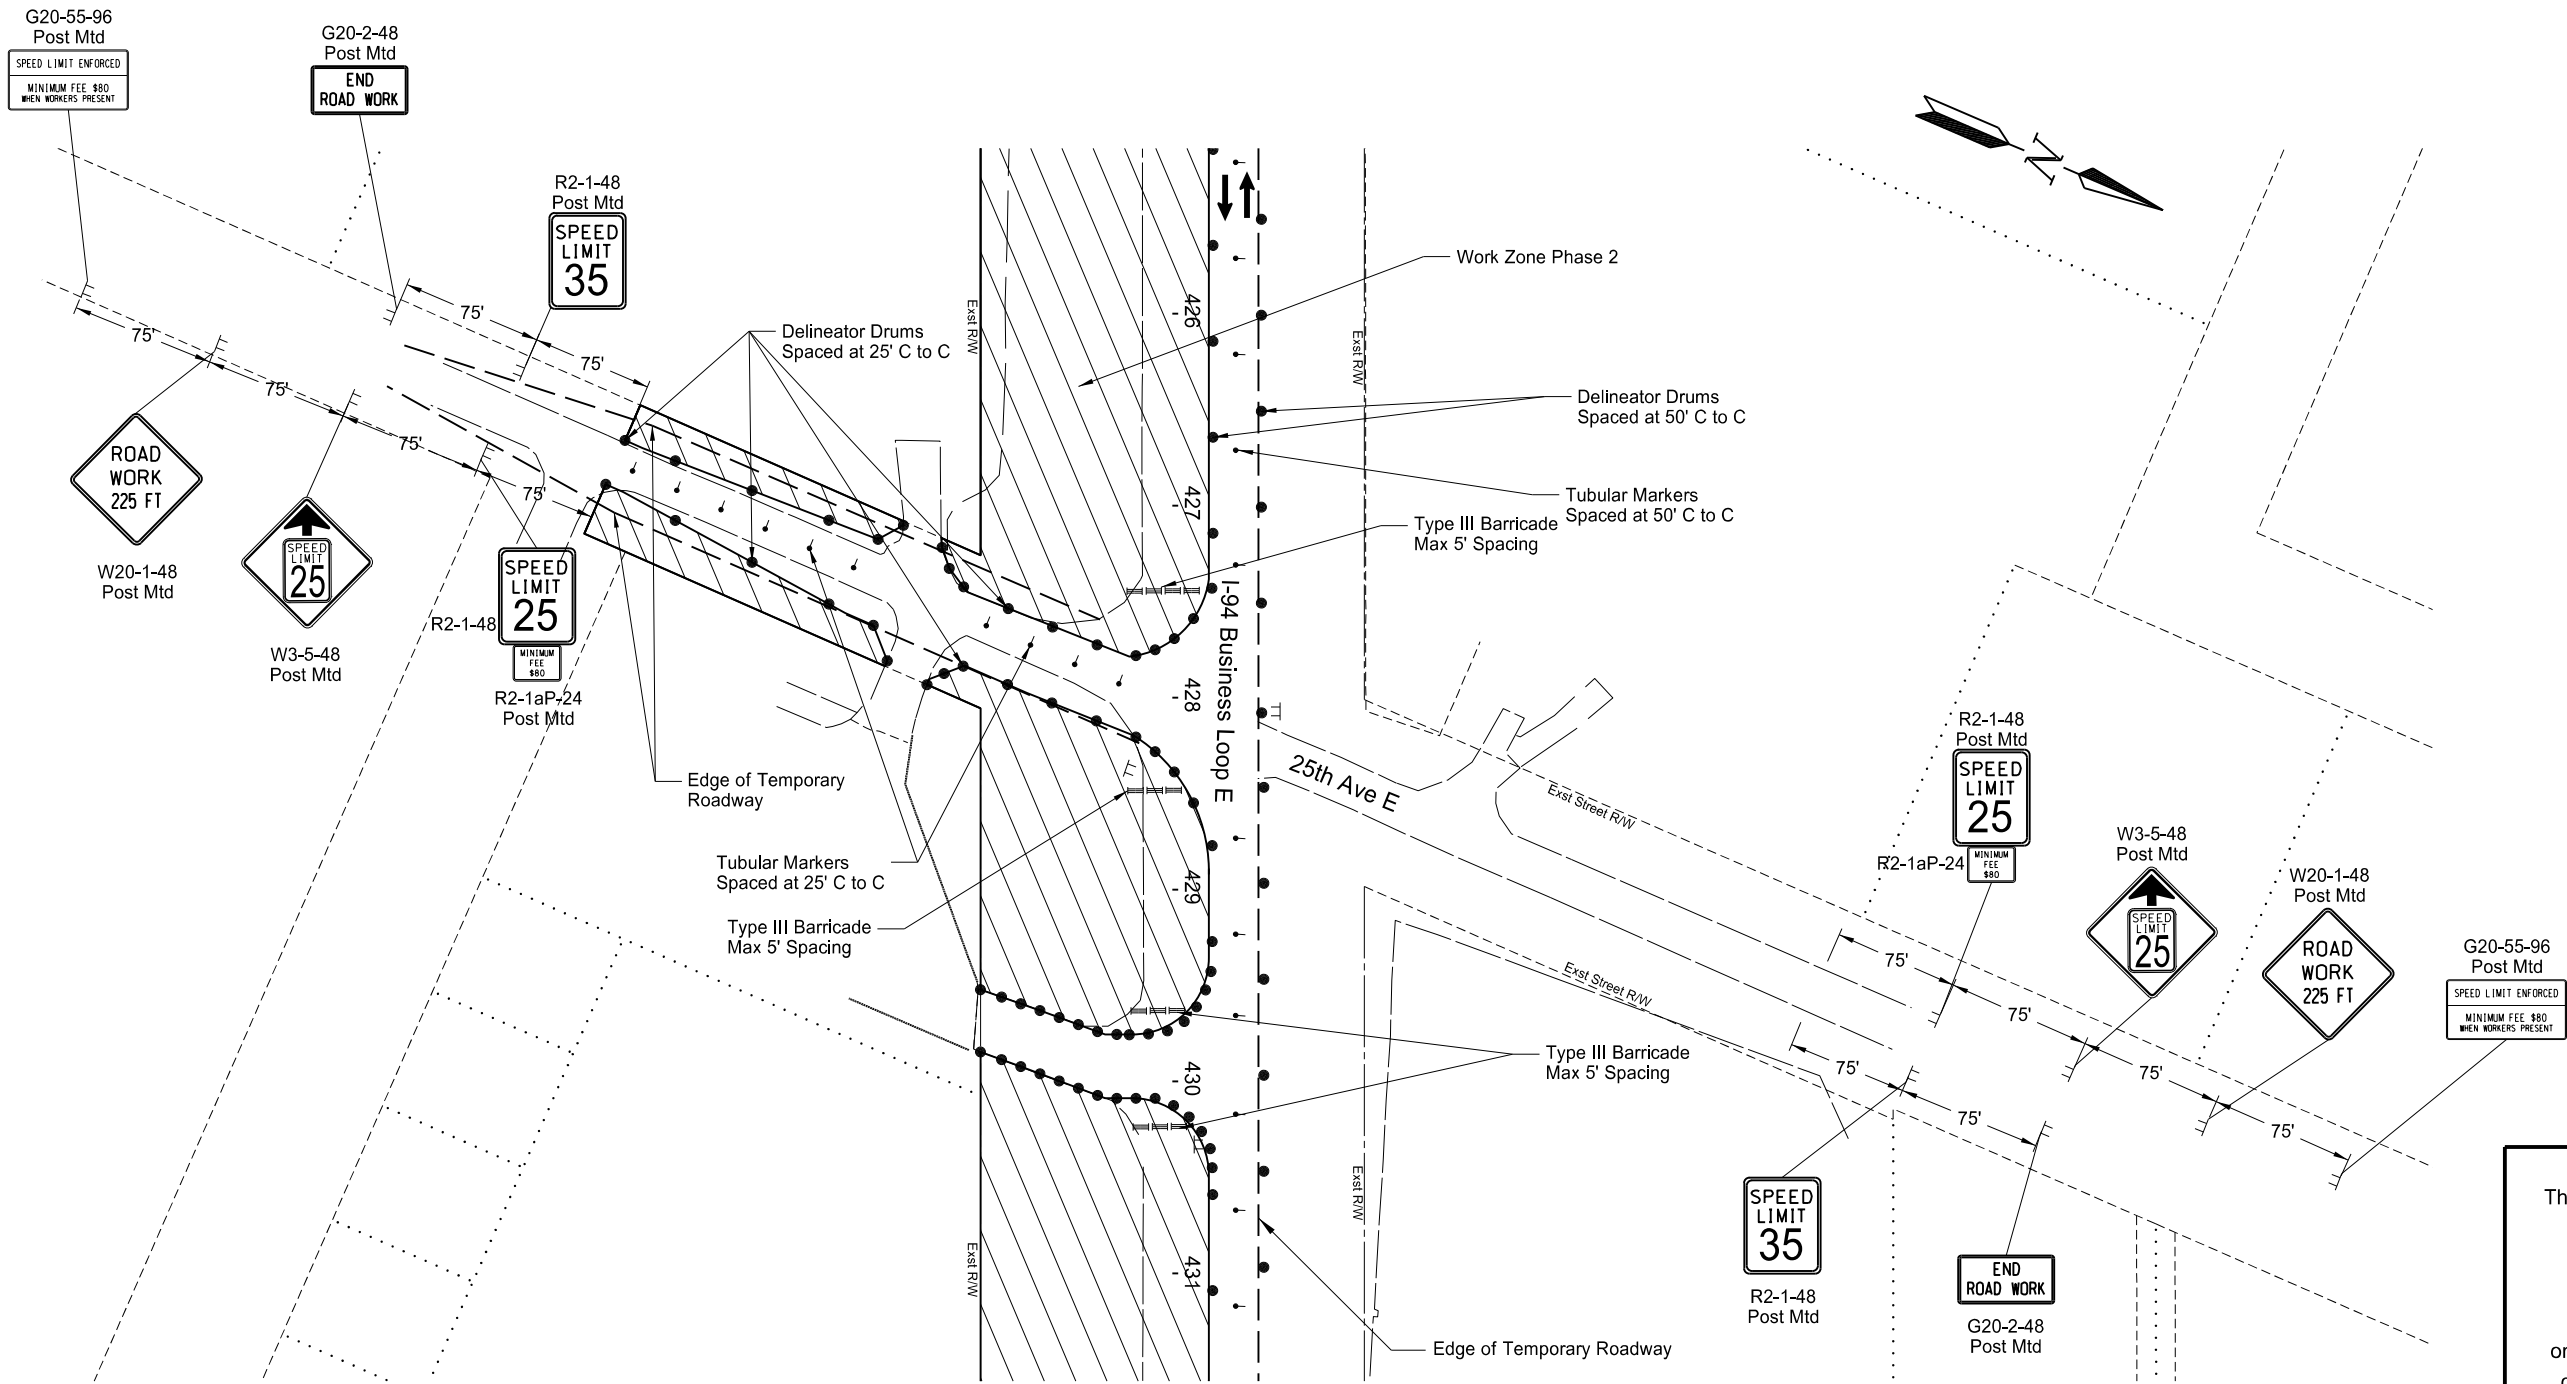 G20-55-96
Post Mtd
SPEED LIMIT ENFORCED
MINIMUM FEE $80
WHEN WORKERS PRESENT
G20-2-48
Post Mtd
END
ROAD WORK
R2-1-48
Post Mtd
SPEED
LIMIT
35
75'
75'
75'
75'
75'
75'
ROAD
WORK
225 FT
W20-1-48
Post Mtd
SPEED
LIMIT
25
W3-5-48
Post Mtd
R2-1-48
SPEED
LIMIT
25
MINIMUM
FEE
$80
R2-1aP-24
Post Mtd
Delineator Drums
Spaced at 25' C to C
Edge of Temporary
Roadway
Tubular Markers
Spaced at 25' C to C
Type III Barricade
Max 5' Spacing
Exst R/W
Exst R/W
426
427
428
429
430
431
I-94 Business Loop E
Exst R/W
Exst R/W
N
Work Zone Phase 2
Delineator Drums
Spaced at 50' C to C
Tubular Markers
Spaced at 50' C to C
Type III Barricade
Max 5' Spacing
25th Ave E
Exst Street R/W
Exst Street R/W
Type III Barricade
Max 5' Spacing
Edge of Temporary Roadway
R2-1-48
Post Mtd
SPEED
LIMIT
25
R2-1aP-24
MINIMUM
FEE
$80
W3-5-48
Post Mtd
SPEED
LIMIT
25
W20-1-48
Post Mtd
ROAD
WORK
225 FT
G20-55-96
Post Mtd
SPEED LIMIT ENFORCED
MINIMUM FEE $80
WHEN WORKERS PRESENT
75'
75'
75'
75'
75'
75'
SPEED
LIMIT
35
R2-1-48
Post Mtd
END
ROAD WORK
G20-2-48
Post Mtd
Th